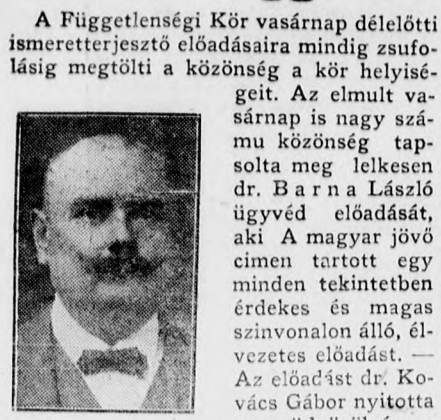 A Függetlenségi Kör vasárnap délelőtti
ismeretterjesztő előadásaira mindig zsufo-
lásig megtölti a közönség a kör helyisé-
geit. Az elmult va-
sárnap is nagy szá-
mu közönség tap-
solta meg lelkesen
dr. Barna László
ügyvéd előadását,
aki A magyar jövő
cimen tartott egy
minden tekintetben
érdekes és magas
szinvonalon álló, él-
vezetes előadást. —
Az előadást dr. Ko-
vács Gábor nyitotta